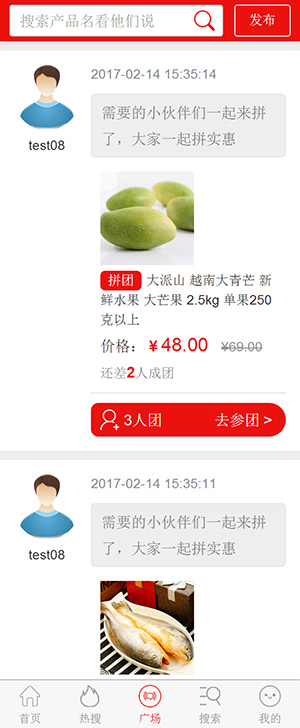 搜索产品名看他们说
发布
2017-02-14 15:35:14
test08
需要的小伙伴们一起来拼
了，大家一起拼实惠
拼团 大派山 越南大青芒 新
鲜水果 大芒果 2.5kg 单果250
克以上
价格：￥48.00 ¥69.00
还差2人成团
3人团 去参团 >
2017-02-14 15:35:11
test08
需要的小伙伴们一起来拼
了，大家一起拼实惠
首页 热搜 广场 搜索 我的